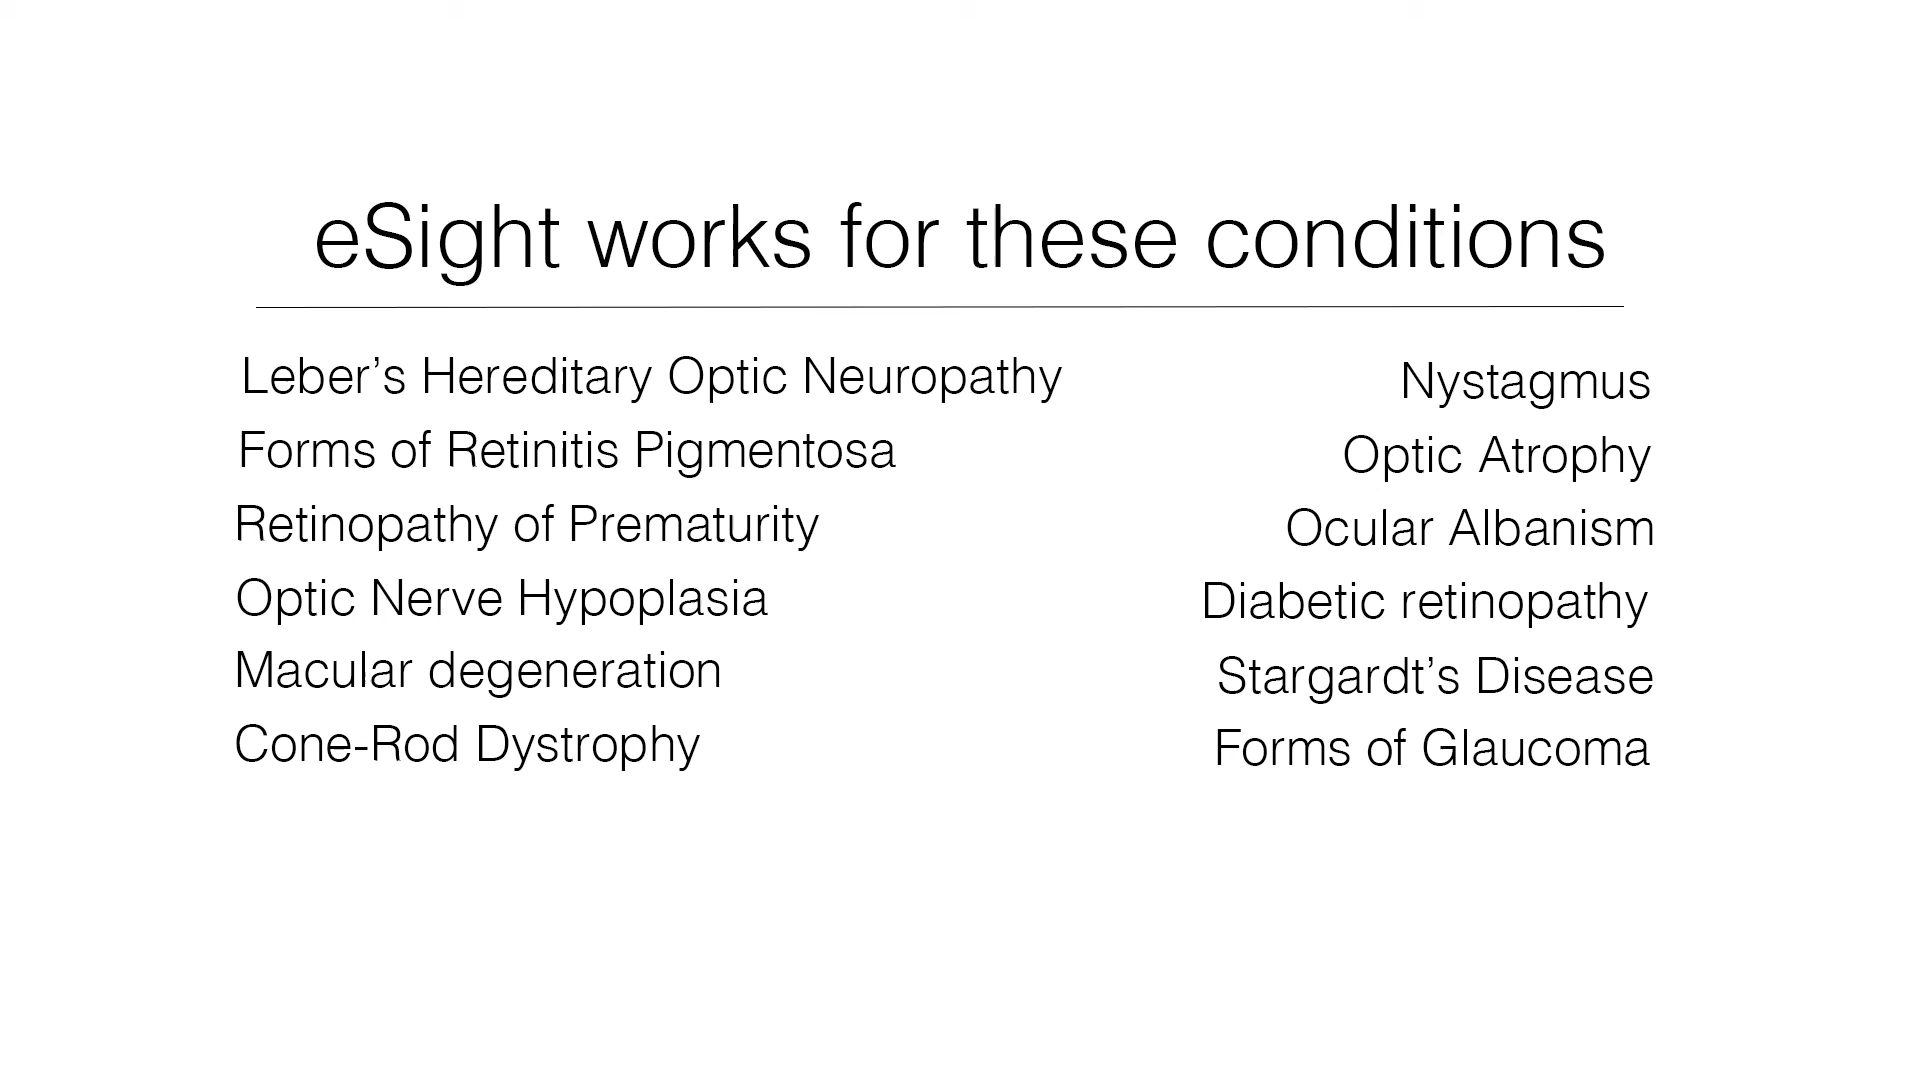 eSight works for these conditions
Leber’s Hereditary Optic Neuropathy
Forms of Retinitis Pigmentosa
Retinopathy of Prematurity
Optic Nerve Hypoplasia
Macular degeneration
Cone-Rod Dystrophy
Nystagmus
Optic Atrophy
Ocular Albanism
Diabetic retinopathy
Stargardt’s Disease
Forms of Glaucoma